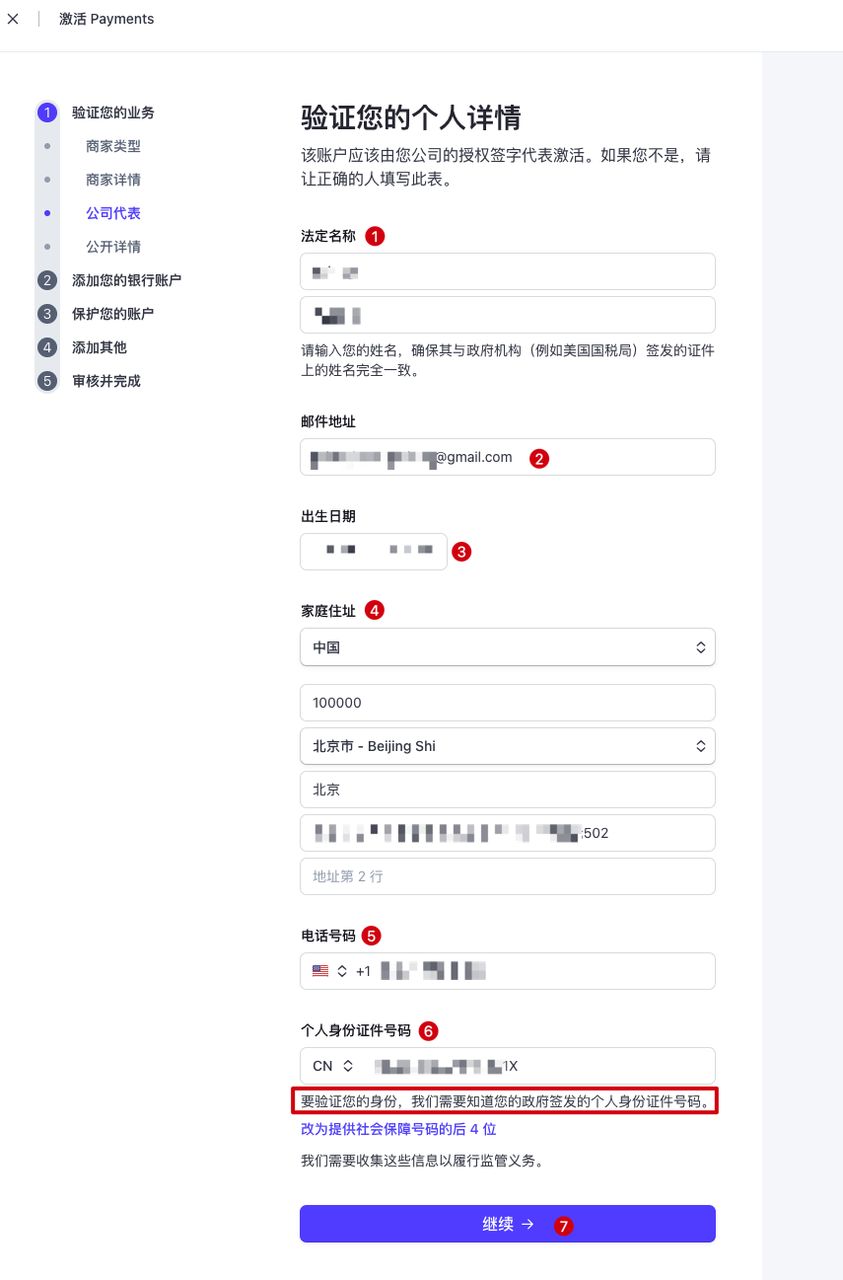 激活 Payments
1 验证您的业务
商家类型
商家详情
公司代表
公开详情
2 添加您的银行账户
3 保护您的账户
4 添加其他
5 审核并完成
验证您的个人详情
该账户应该由您公司的授权签字代表激活。如果您不是，请
让正确的人填写此表。
法定名称 1
请输入您的姓名，确保其与政府机构（例如美国国税局）签发的证件
上的姓名完全一致。
邮件地址
@gmail.com 2
出生日期
3
家庭住址 4
中国
100000
北京市 - Beijing Shi
北京
502
地址第 2 行
电话号码 5
+1
个人身份证件号码 6
CN 1X
要验证您的身份，我们需要知道您的政府签发的个人身份证件号码。
改为提供社会保障号码的后 4 位
我们需要收集这些信息以履行监管义务。
继续 → 7